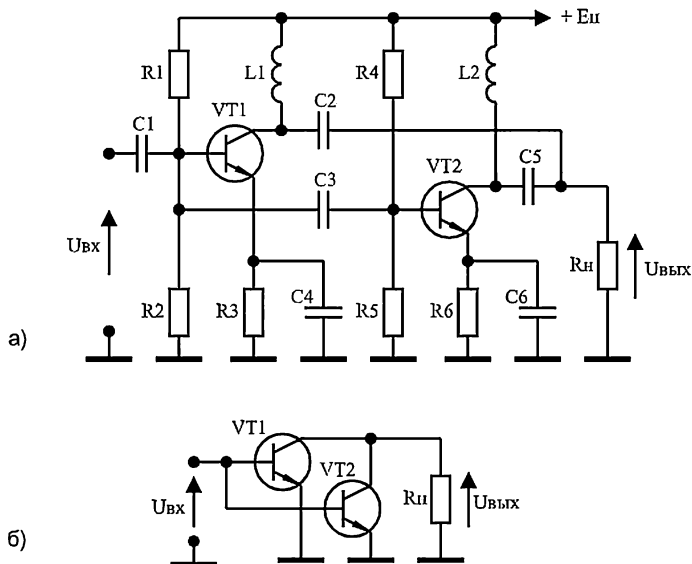 + Eп
R1
L1
R4
L2
VT1
C2
C1
VT2
C5
C3
Uвх
Rн
Uвых
R2
R3
C4
R5
R6
C6
а)
VT1
VT2
Uвх
Rн
Uвых
б)